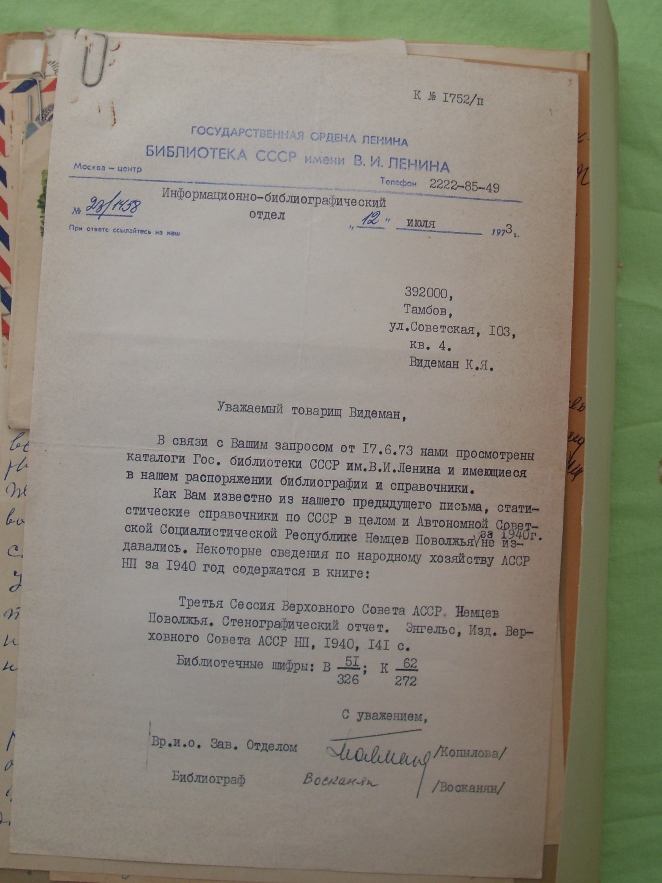 К № 1752/п
ГОСУДАРСТВЕННАЯ ОРДЕНА ЛЕНИНА
БИБЛИОТЕКА СССР имени В. И. ЛЕНИНА
Москва — центр
Телефон 2222-85-49
Информационно-библиографический
отдел
№ 23/1458
„12" июля 1973 г.
При ответе ссылайтесь на наш
392000,
Тамбов,
ул.Советская, 103,
кв. 4.
Видеман К.Я.
Уважаемый товарищ Видеман,
В связи с Вашим запросом от 17.6.73 нами просмотрены
каталоги Гос. библиотеки СССР им.В.И.Ленина и имеющиеся
в нашем распоряжении библиографии и справочники.
Как Вам известно из нашего предыдущего письма, стати-
стические справочники по СССР в целом и Автономной Совет-
ской Социалистической Республике Немцев Поволжья за 1940г. не из-
давались. Некоторые сведения по народному хозяйству АССР
НП за 1940 год содержатся в книге:
Третья Сессия Верховного Совета АССР. Немцев
Поволжья. Стенографический отчет. Энгельс, Изд. Вер-
ховного Совета АССР НП, 1940, 141 с.
Библиотечные шифры: В 51/326; К 62/272
С уважением,
Вр.и.о. Зав. Отделом /Копылова/
Библиограф Восканян /Восканян/